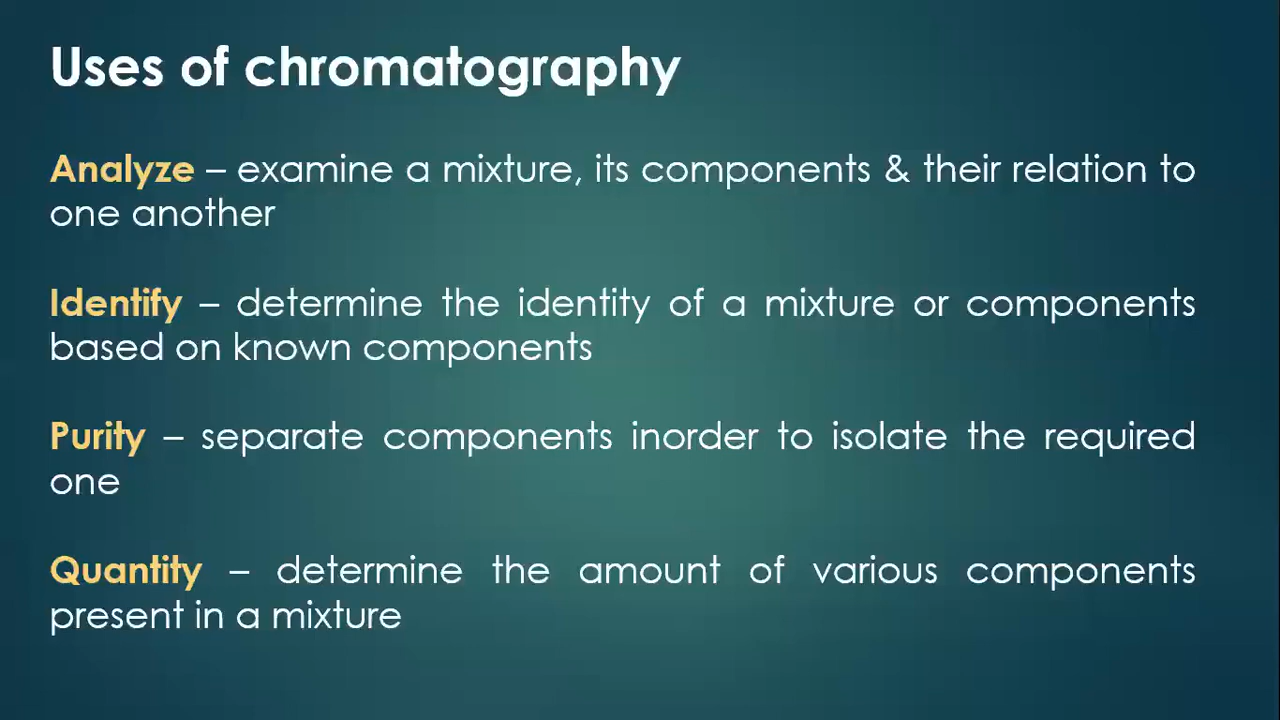 Uses of chromatography
Analyze – examine a mixture, its components & their relation to
one another
Identify – determine the identity of a mixture or components
based on known components
Purity – separate components inorder to isolate the required
one
Quantity – determine the amount of various components
present in a mixture